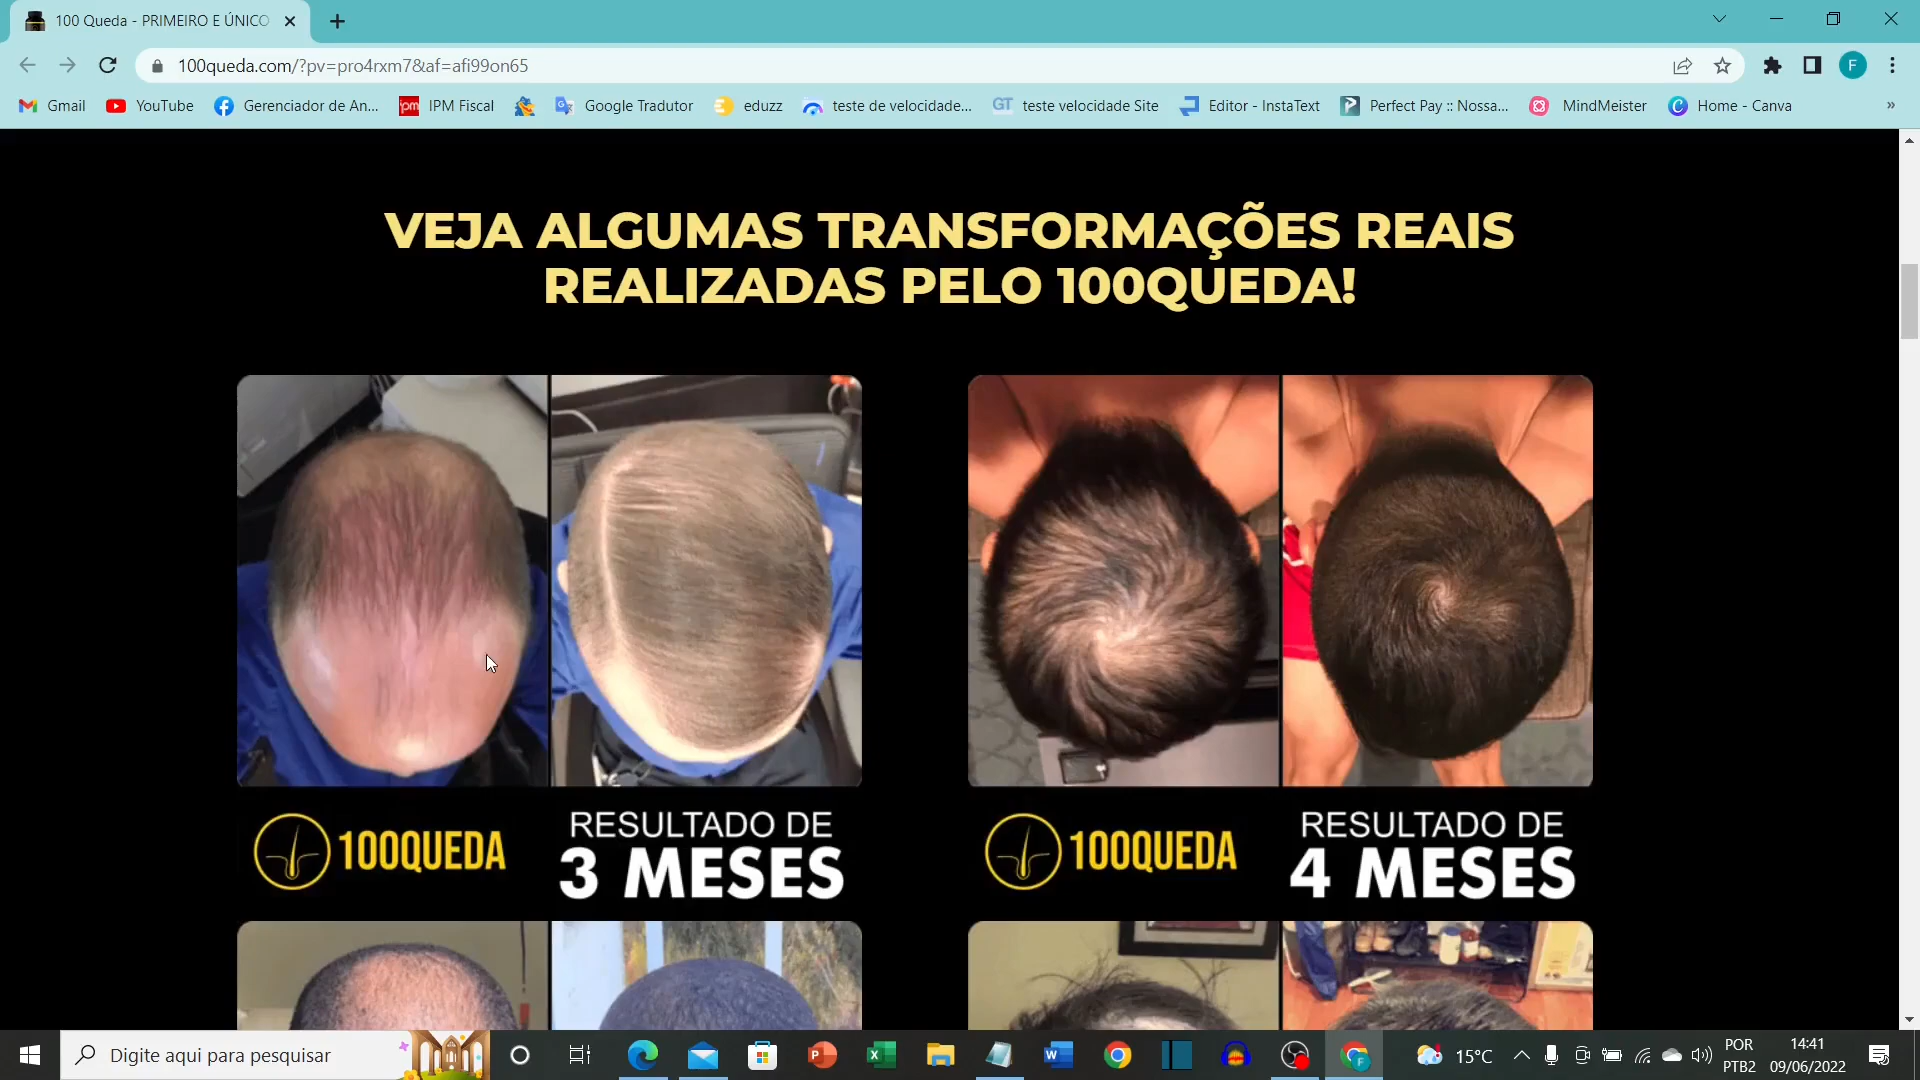 100 Queda - PRIMEIRO E ÚNICO
100queda.com/?pv=pro4rxm7&af=afi99on65
F
Gmail
YouTube
Gerenciador de An...
ipm
IPM Fiscal
Google Tradutor
eduzz
teste de velocidade...
GT
teste velocidade Site
Editor - InstaText
Perfect Pay :: Nossa...
MindMeister
Home - Canva
»
VEJA ALGUMAS TRANSFORMAÇÕES REAIS
REALIZADAS PELO 100QUEDA!
100QUEDA
RESULTADO DE
3 MESES
100QUEDA
RESULTADO DE
4 MESES
Digite aqui para pesquisar
15°C
POR
PTB2
14:41
09/06/2022